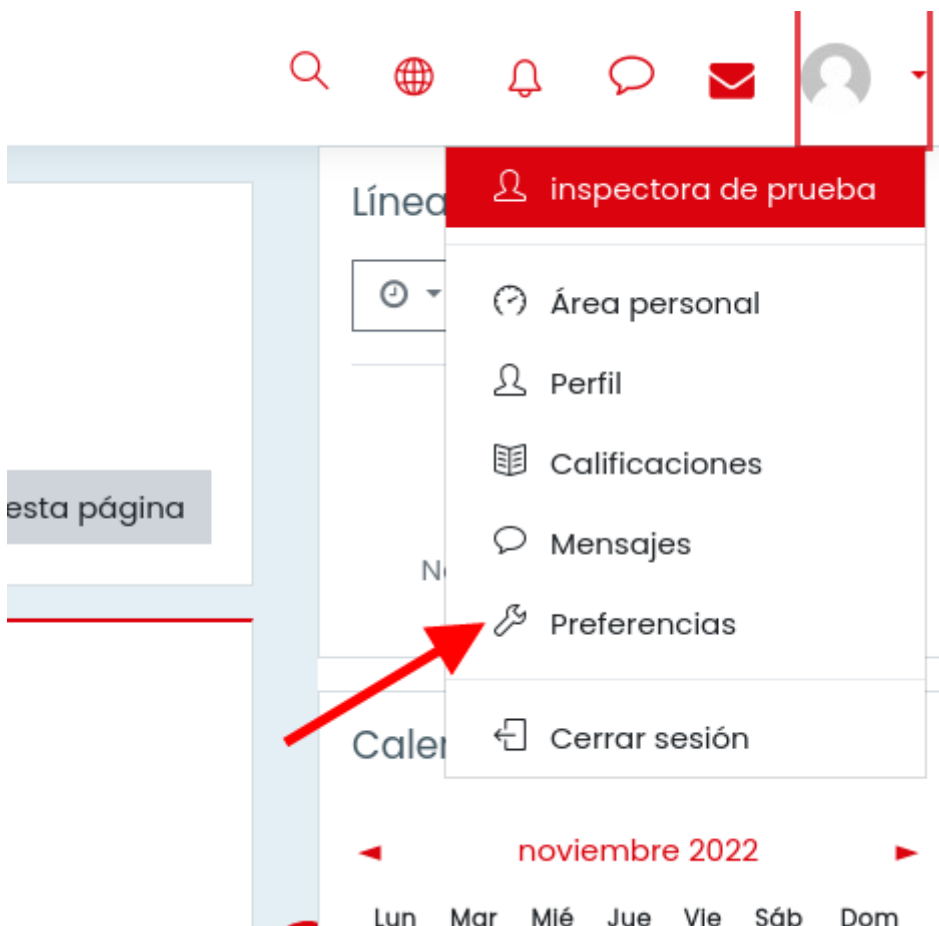 Línea
inspectora de prueba
Área personal
Perfil
Calificaciones
esta página
Mensajes
Preferencias
Cerrar sesión
noviembre 2022
Lun Mar Mié Jue Vie Sáb Dom